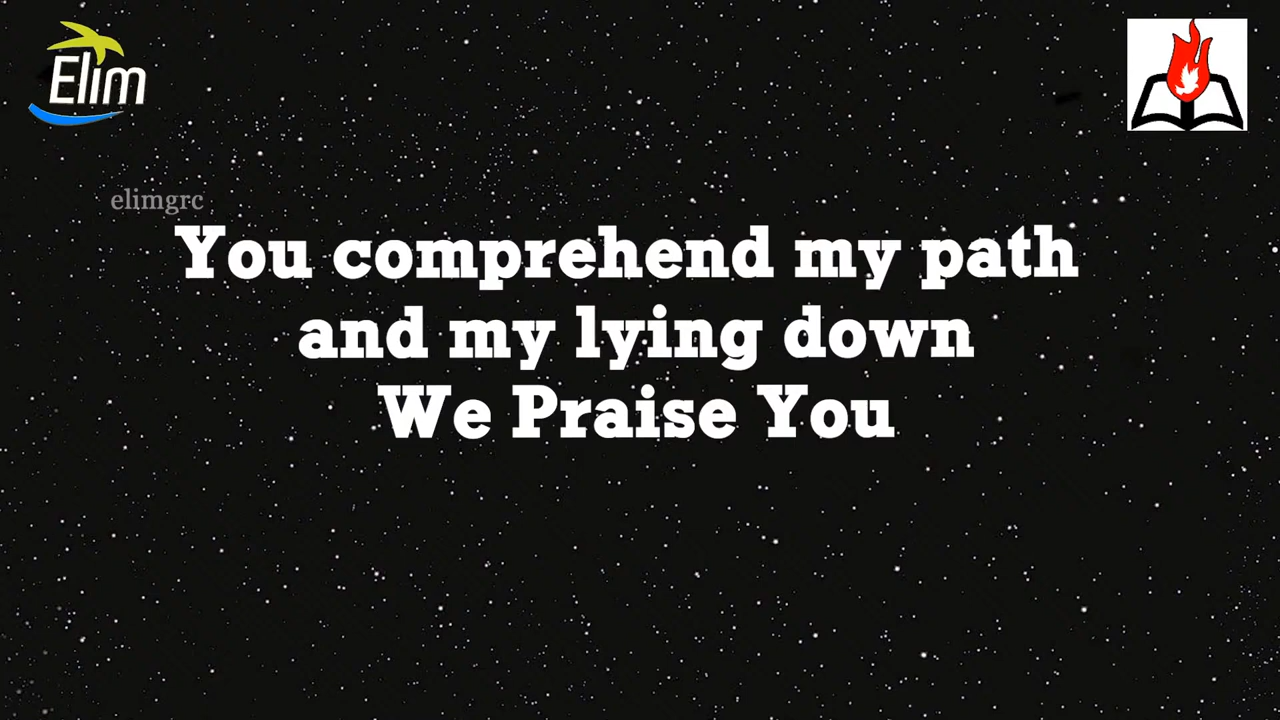 Elim
elimgrc
You comprehend my path
and my lying down
We Praise You